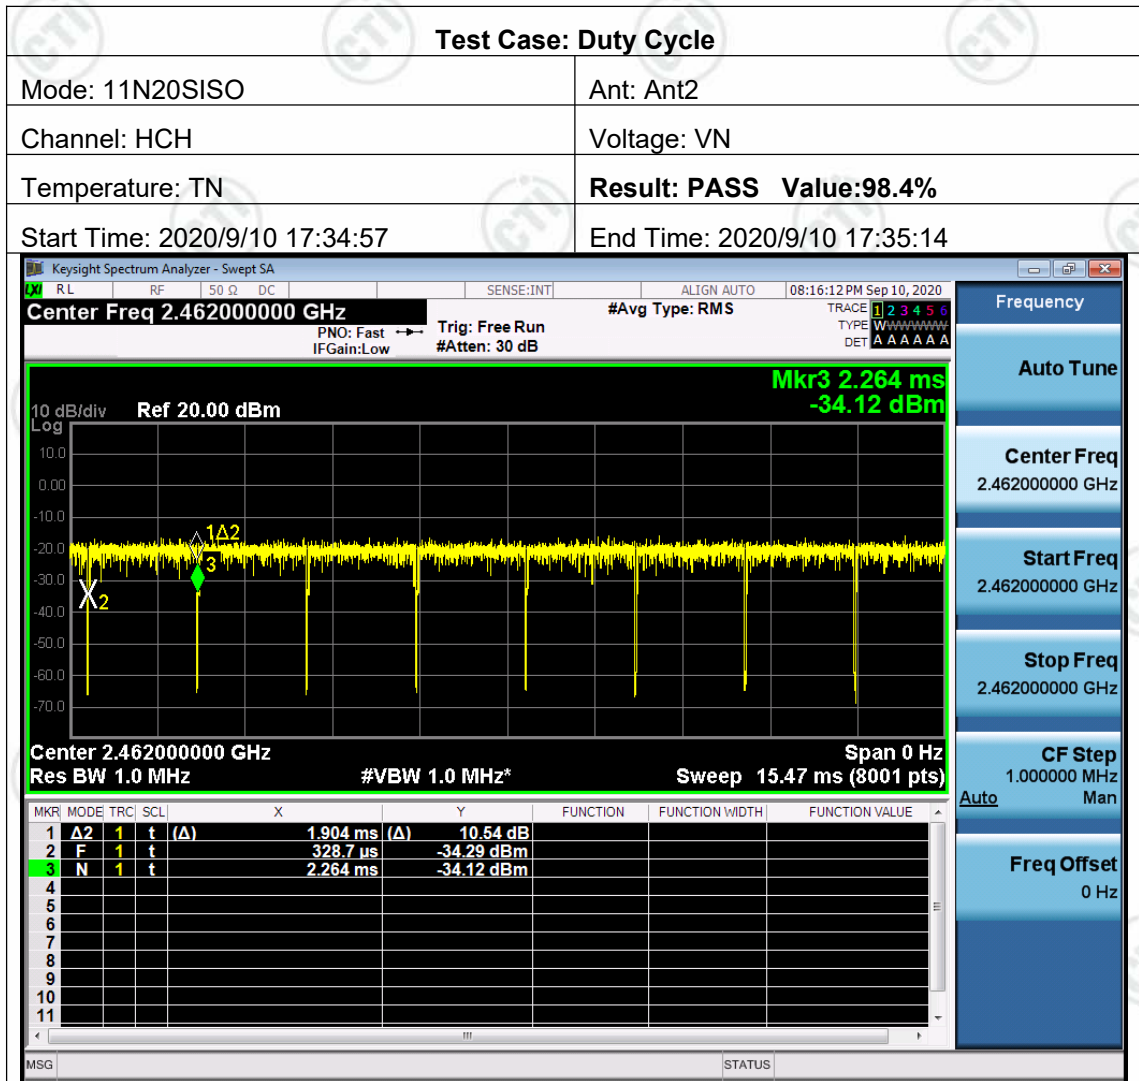 Test Case: Duty Cycle
Mode: 11N20SISO Ant: Ant2
Channel: HCH Voltage: VN
Temperature: TN Result: PASS Value:98.4%
Start Time: 2020/9/10 17:34:57 End Time: 2020/9/10 17:35:14
Keysight Spectrum Analyzer - Swept SA
LXI RL RF 50 Ω DC SENSE:INT ALIGN AUTO 08:16:12 PM Sep 10, 2020
Center Freq 2.462000000 GHz
PNO: Fast
IFGain:Low
Trig: Free Run
#Atten: 30 dB
#Avg Type: RMS
TRACE 1 2 3 4 5 6
TYPE WWWWWW
DET A A A A A A
Mkr3 2.264 ms
-34.12 dBm
10 dB/div Ref 20.00 dBm
Log
10.0
0.00
-10.0
-20.0
-30.0
-40.0
-50.0
-60.0
-70.0
1Δ2
3
2
Center 2.462000000 GHz Span 0 Hz
Res BW 1.0 MHz #VBW 1.0 MHz* Sweep 15.47 ms (8001 pts)
MKR MODE TRC SCL X Y FUNCTION FUNCTION WIDTH FUNCTION VALUE
1 Δ2 1 t (Δ) 1.904 ms (Δ) 10.54 dB
2 F 1 t 328.7 µs -34.29 dBm
3 N 1 t 2.264 ms -34.12 dBm
4
5
6
7
8
9
10
11
MSG STATUS
Frequency
Auto Tune
Center Freq
2.462000000 GHz
Start Freq
2.462000000 GHz
Stop Freq
2.462000000 GHz
CF Step
1.000000 MHz
Auto Man
Freq Offset
0 Hz
CTI
CTI
CTI
CTI
CTI
CTI